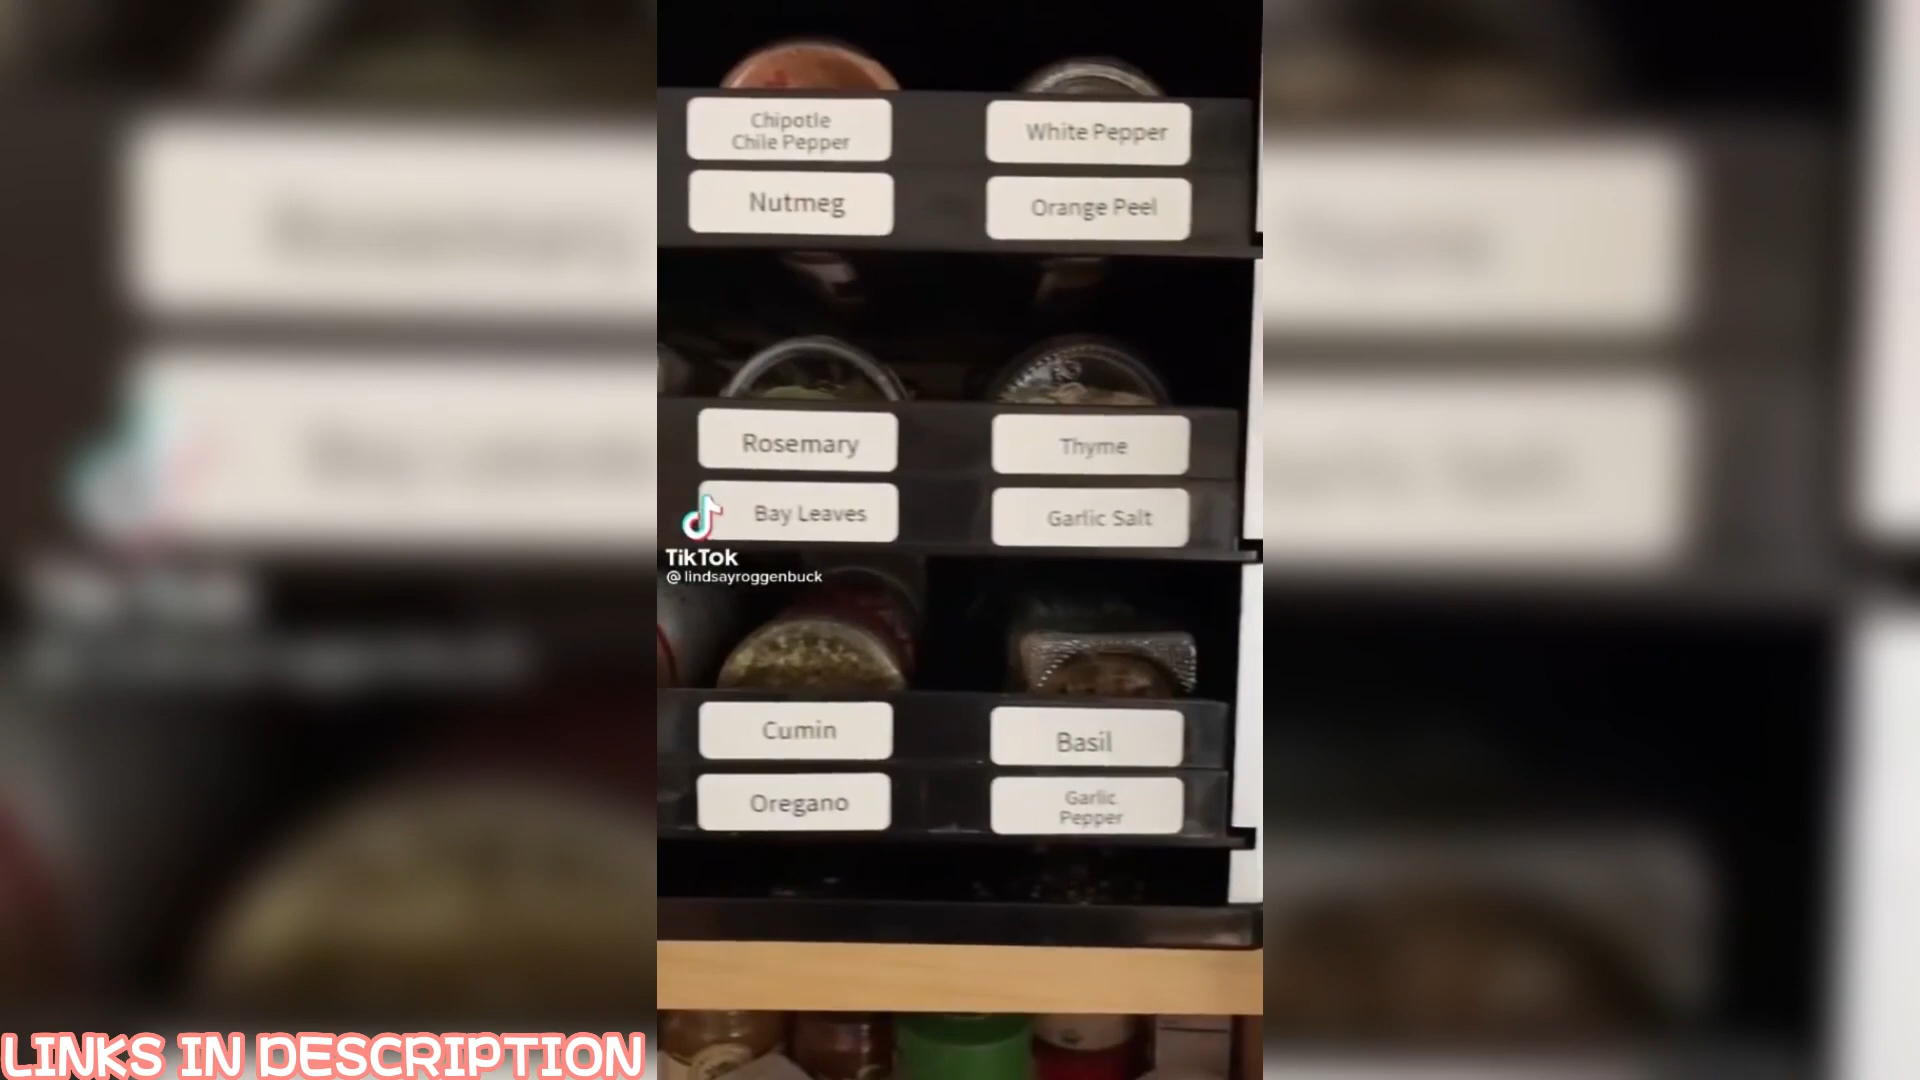 Chipotle
Chile Pepper
White Pepper
Nutmeg
Orange Peel
Rosemary
Thyme
Bay Leaves
Garlic Salt
TikTok
@lindsayroggenbuck
Cumin
Basil
Oregano
Garlic
Pepper
LINKS IN DESCRIPTION